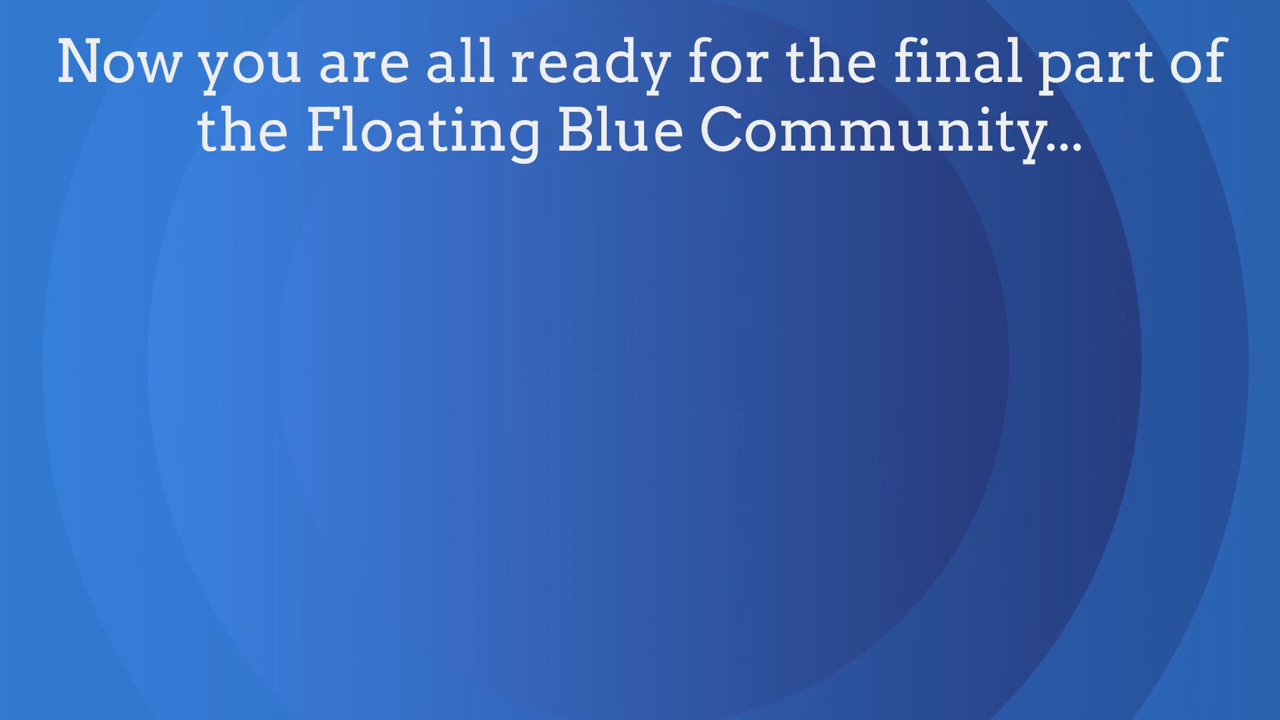 Now you are all ready for the final part of
the Floating Blue Community...